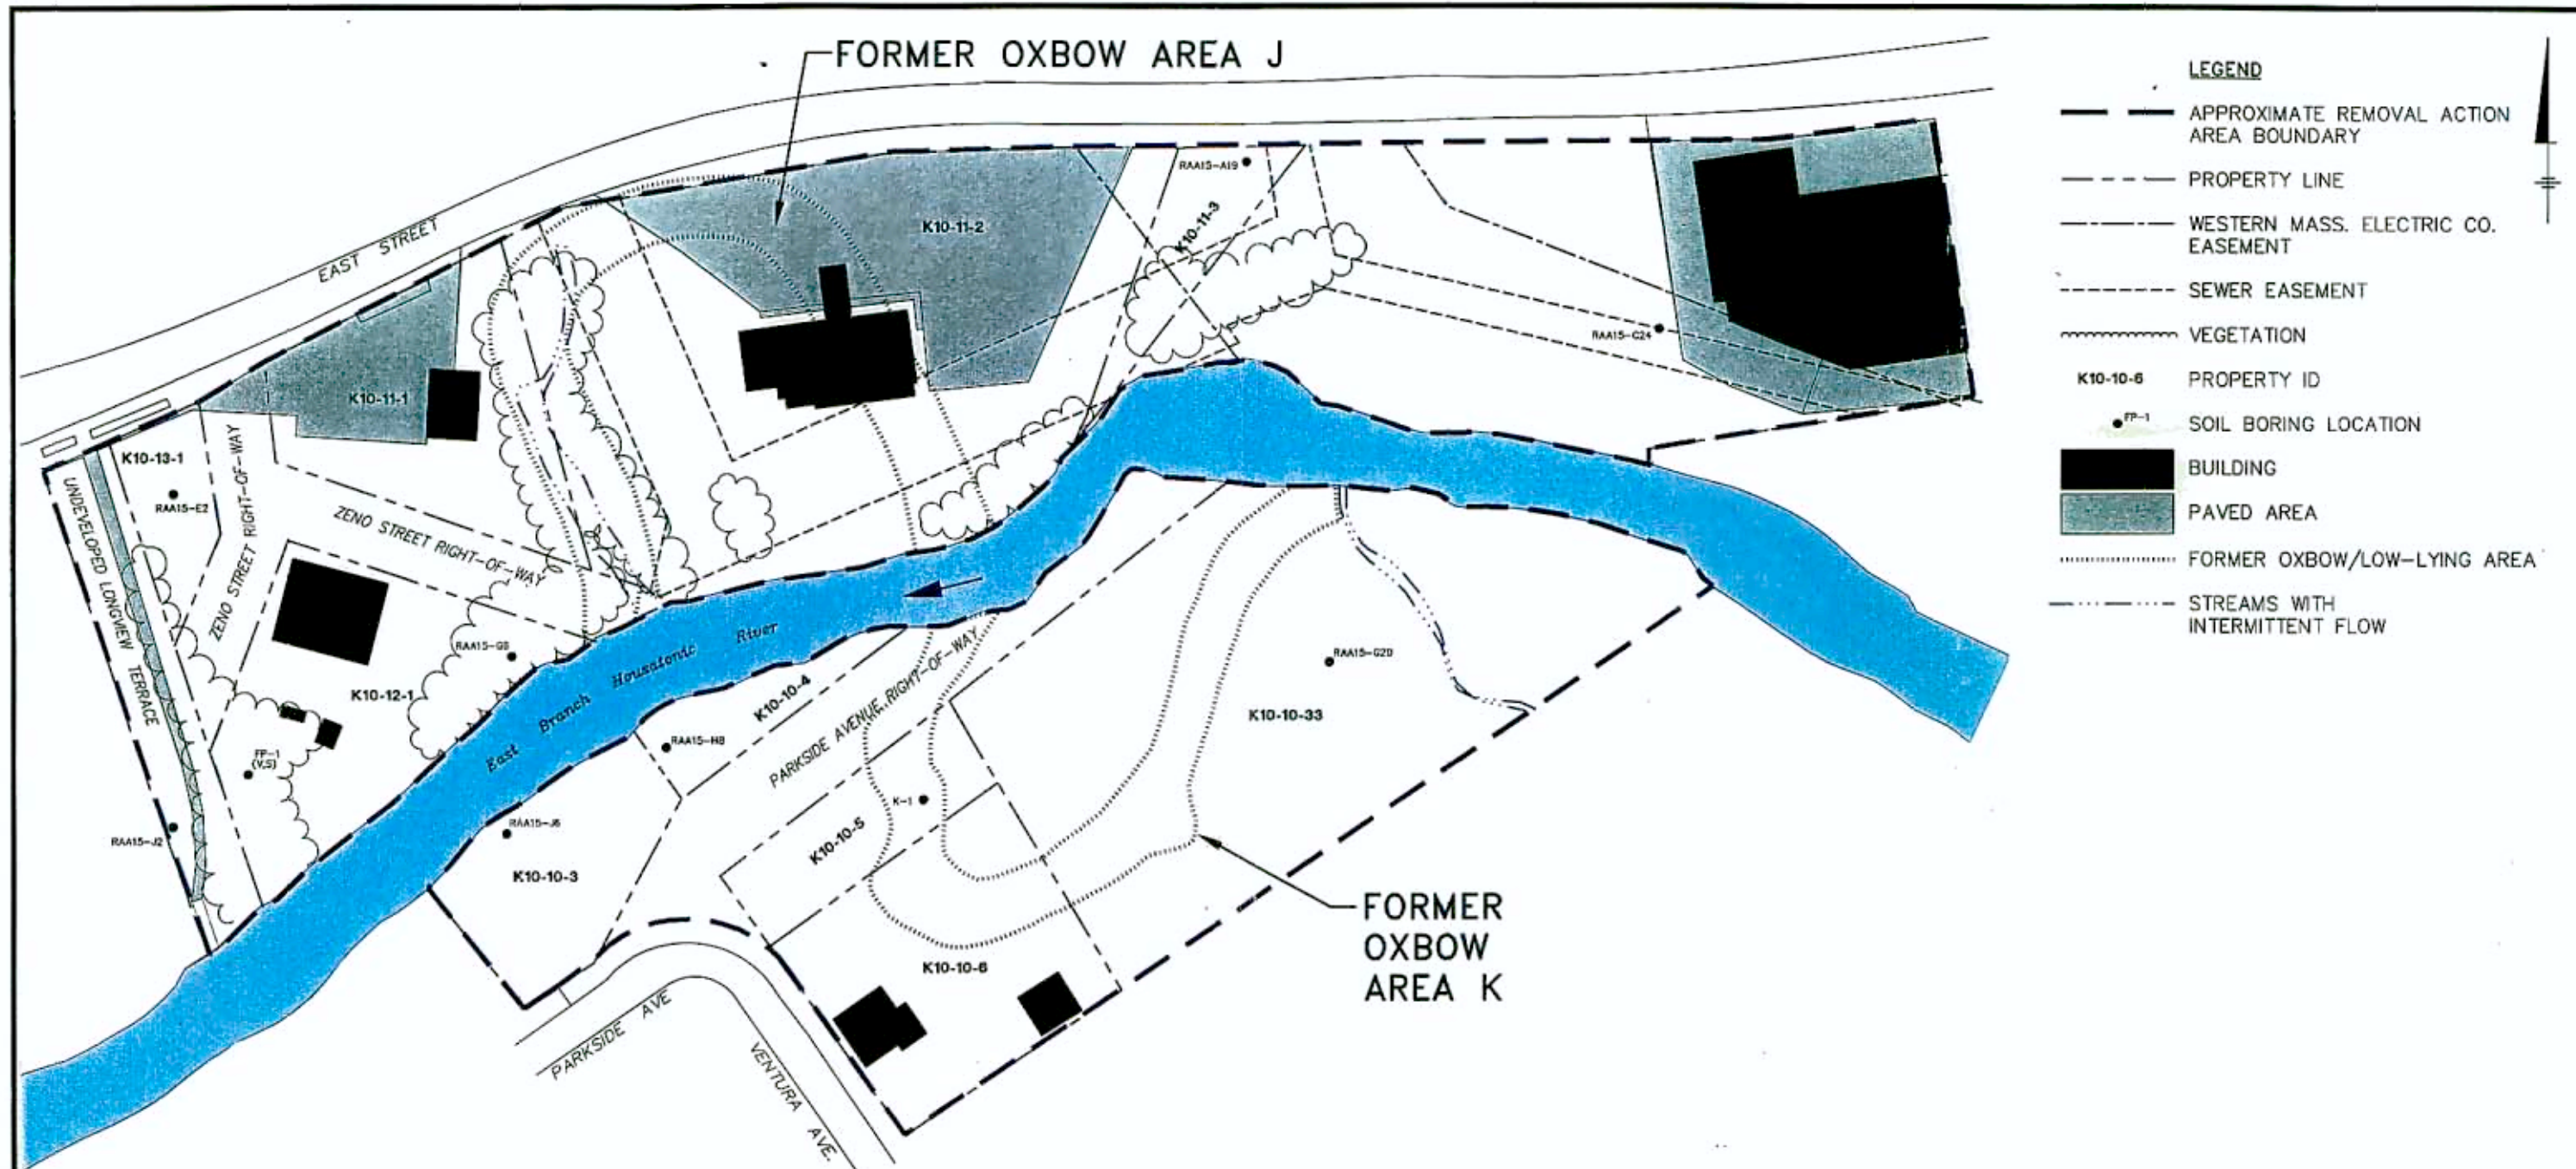 FORMER OXBOW AREA J
LEGEND
APPROXIMATE REMOVAL ACTION
AREA BOUNDARY
PROPERTY LINE
WESTERN MASS. ELECTRIC CO.
EASEMENT
SEWER EASEMENT
VEGETATION
K10-10-6 PROPERTY ID
FP-1 SOIL BORING LOCATION
BUILDING
PAVED AREA
FORMER OXBOW/LOW-LYING AREA
STREAMS WITH
INTERMITTENT FLOW
RAA15-A19
K10-11-3
K10-11-2
EAST STREET
RAA15-C24
K10-11-1
K10-13-1
RAA15-E2
UNDEVELOPED LONGVIEW TERRACE
ZENO STREET RIGHT-OF-WAY
ZENO STREET RIGHT-OF-WAY
RAA15-G6
K10-12-1
FP-1
(V,S)
RAA15-J2
East Branch Housatonic River
K10-10-4
RAA15-H8
PARKSIDE AVENUE RIGHT-OF-WAY
RAA15-G20
K10-10-33
K-1
RAA15-J6
K10-10-5
K10-10-3
K10-10-6
FORMER
OXBOW
AREA K
PARKSIDE AVE
VENTURA AVE.